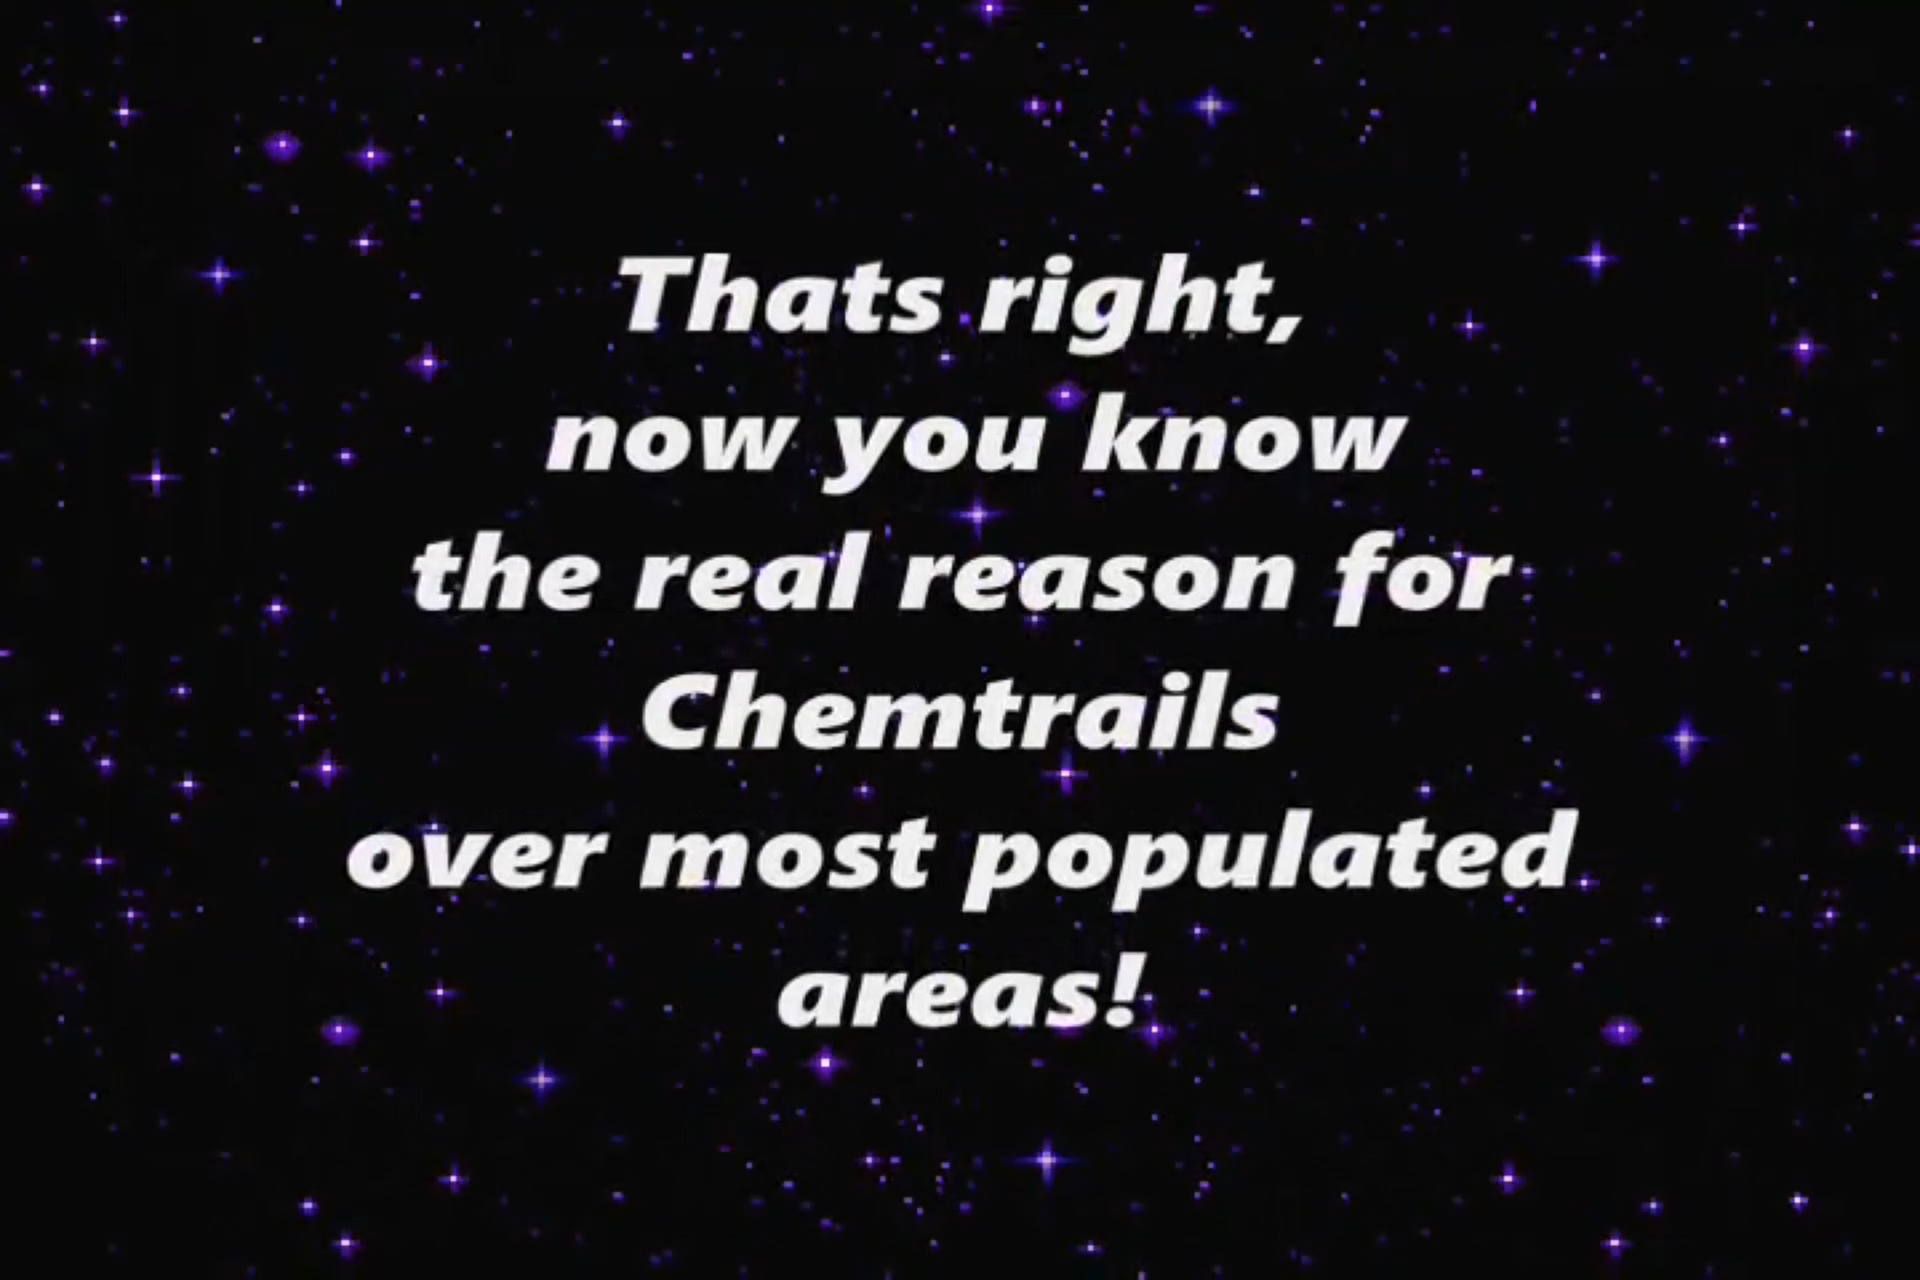 Thats right,
now you know
the real reason for
Chemtrails
over most populated
areas!